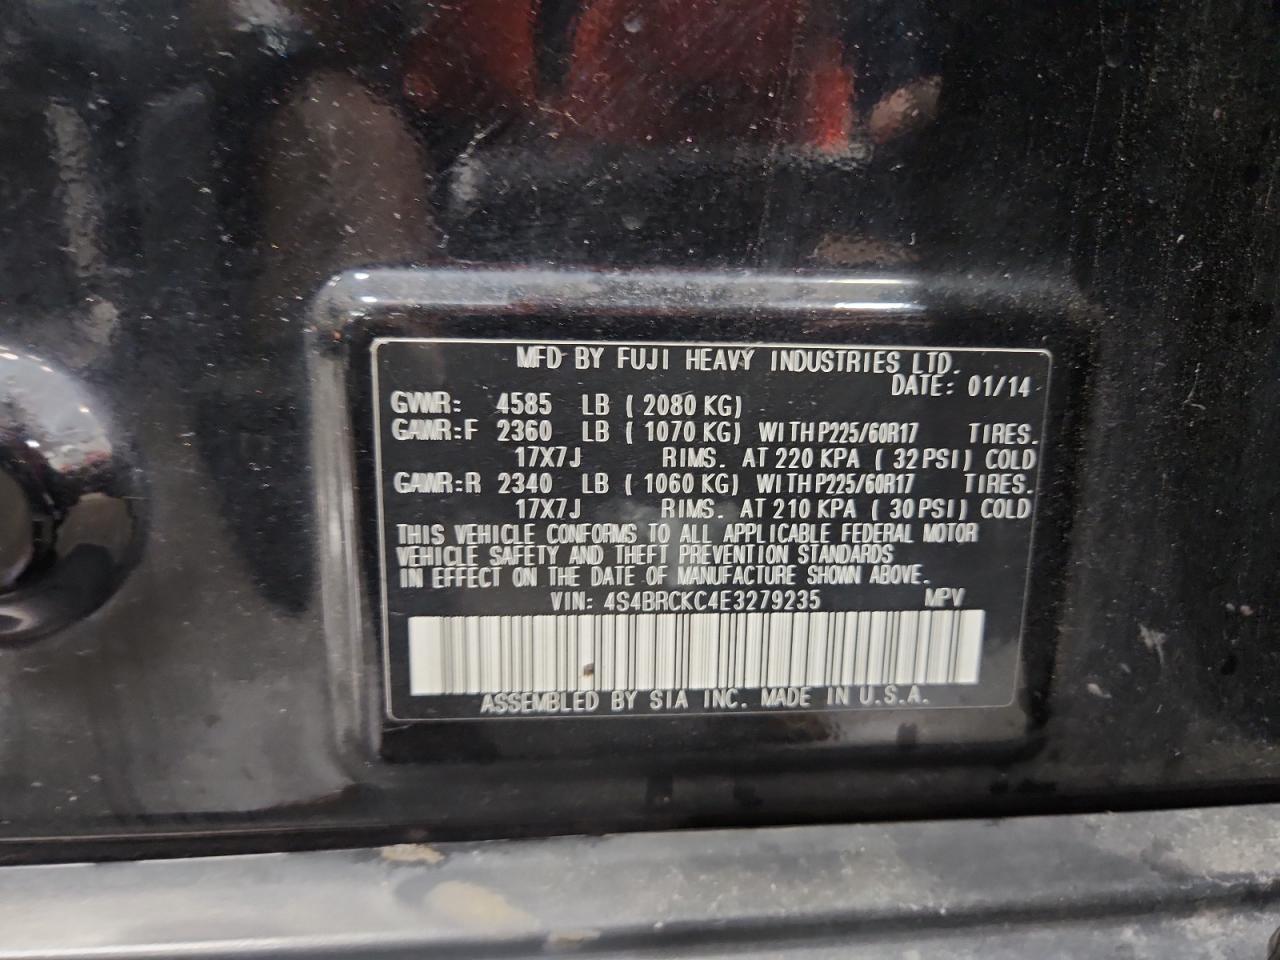 MFD BY FUJI HEAVY INDUSTRIES LTD.
DATE: 01/14
GVWR: 4585 LB ( 2080 KG)
GAWR:F 2360 LB ( 1070 KG) WITH P225/60R17 TIRES.
17X7J RIMS. AT 220 KPA ( 32 PSI) COLD
GAWR:R 2340 LB ( 1060 KG) WITH P225/60R17 TIRES.
17X7J RIMS. AT 210 KPA ( 30 PSI) COLD
THIS VEHICLE CONFORMS TO ALL APPLICABLE FEDERAL MOTOR
VEHICLE SAFETY AND THEFT PREVENTION STANDARDS
IN EFFECT ON THE DATE OF MANUFACTURE SHOWN ABOVE.
VIN: 4S4BRCKC4E3279235 MPV
ASSEMBLED BY SIA INC. MADE IN U.S.A.